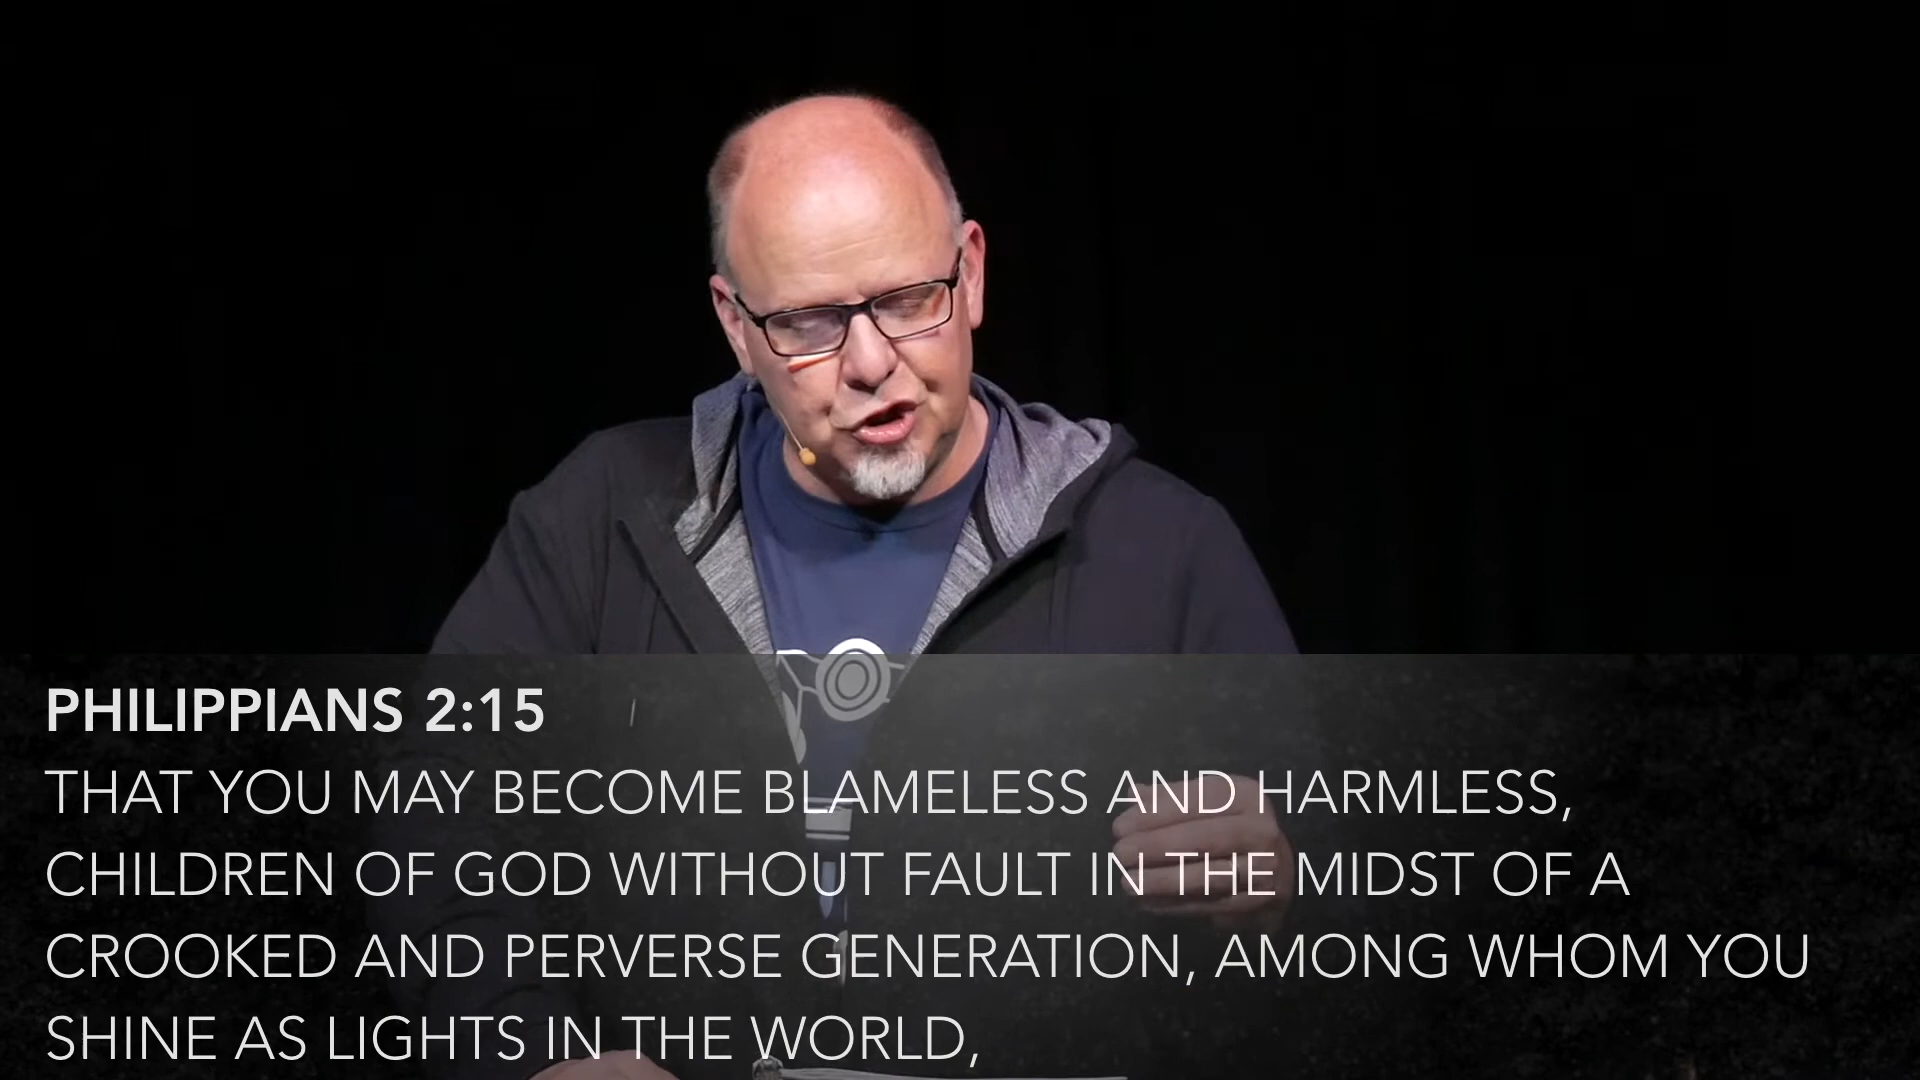 PHILIPPIANS 2:15
THAT YOU MAY BECOME BLAMELESS AND HARMLESS,
CHILDREN OF GOD WITHOUT FAULT IN THE MIDST OF A
CROOKED AND PERVERSE GENERATION, AMONG WHOM YOU
SHINE AS LIGHTS IN THE WORLD,